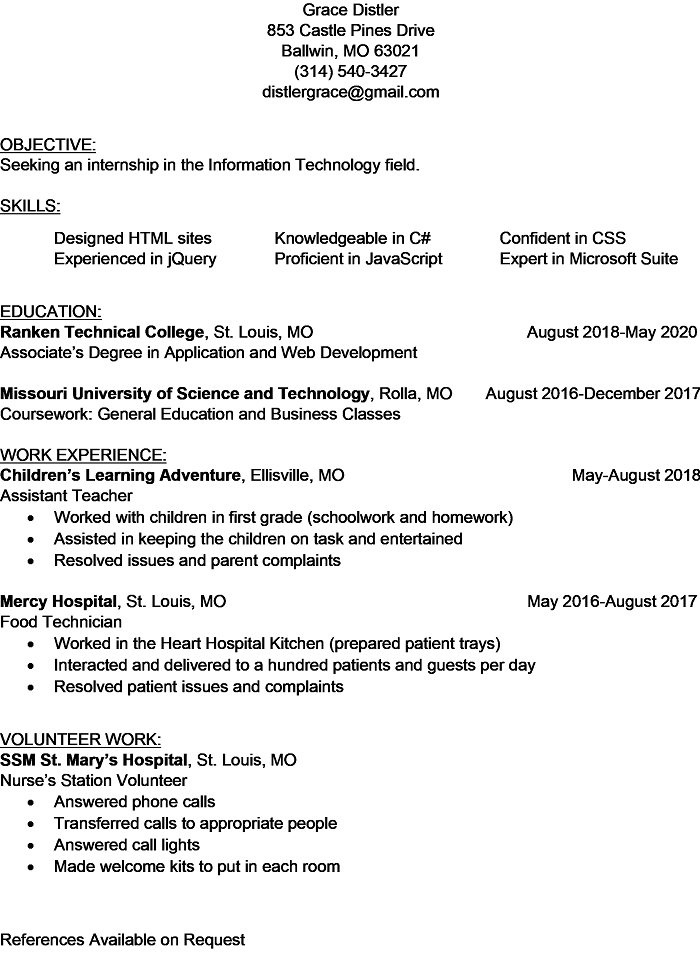 Grace Distler
853 Castle Pines Drive
Ballwin, MO 63021
(314) 540-3427
distlergrace@gmail.com
OBJECTIVE:
Seeking an internship in the Information Technology field.
SKILLS:
Designed HTML sites Knowledgeable in C# Confident in CSS
Experienced in jQuery Proficient in JavaScript Expert in Microsoft Suite
EDUCATION:
Ranken Technical College, St. Louis, MO August 2018-May 2020
Associate's Degree in Application and Web Development
Missouri University of Science and Technology, Rolla, MO August 2016-December 2017
Coursework: General Education and Business Classes
WORK EXPERIENCE:
Children's Learning Adventure, Ellisville, MO May-August 2018
Assistant Teacher
• Worked with children in first grade (schoolwork and homework)
• Assisted in keeping the children on task and entertained
• Resolved issues and parent complaints
Mercy Hospital, St. Louis, MO May 2016-August 2017
Food Technician
• Worked in the Heart Hospital Kitchen (prepared patient trays)
• Interacted and delivered to a hundred patients and guests per day
• Resolved patient issues and complaints
VOLUNTEER WORK:
SSM St. Mary's Hospital, St. Louis, MO
Nurse's Station Volunteer
• Answered phone calls
• Transferred calls to appropriate people
• Answered call lights
• Made welcome kits to put in each room
References Available on Request